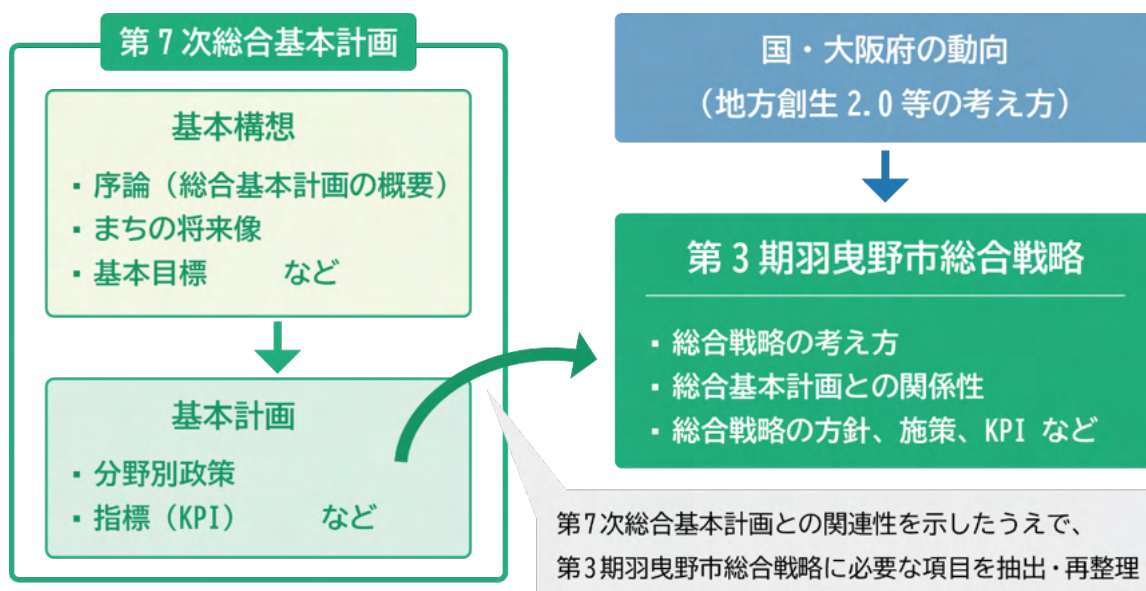 第7次総合基本計画
基本構想
▪ 序論（総合基本計画の概要）
▪ まちの将来像
▪ 基本目標 など
基本計画
▪ 分野別政策
▪ 指標（KPI） など
国・大阪府の動向
（地方創生2.0等の考え方）
第3期羽曳野市総合戦略
▪ 総合戦略の考え方
▪ 総合基本計画との関係性
▪ 総合戦略の方針、施策、KPI など
第7次総合基本計画との関連性を示したうえで、
第3期羽曳野市総合戦略に必要な項目を抽出・再整理